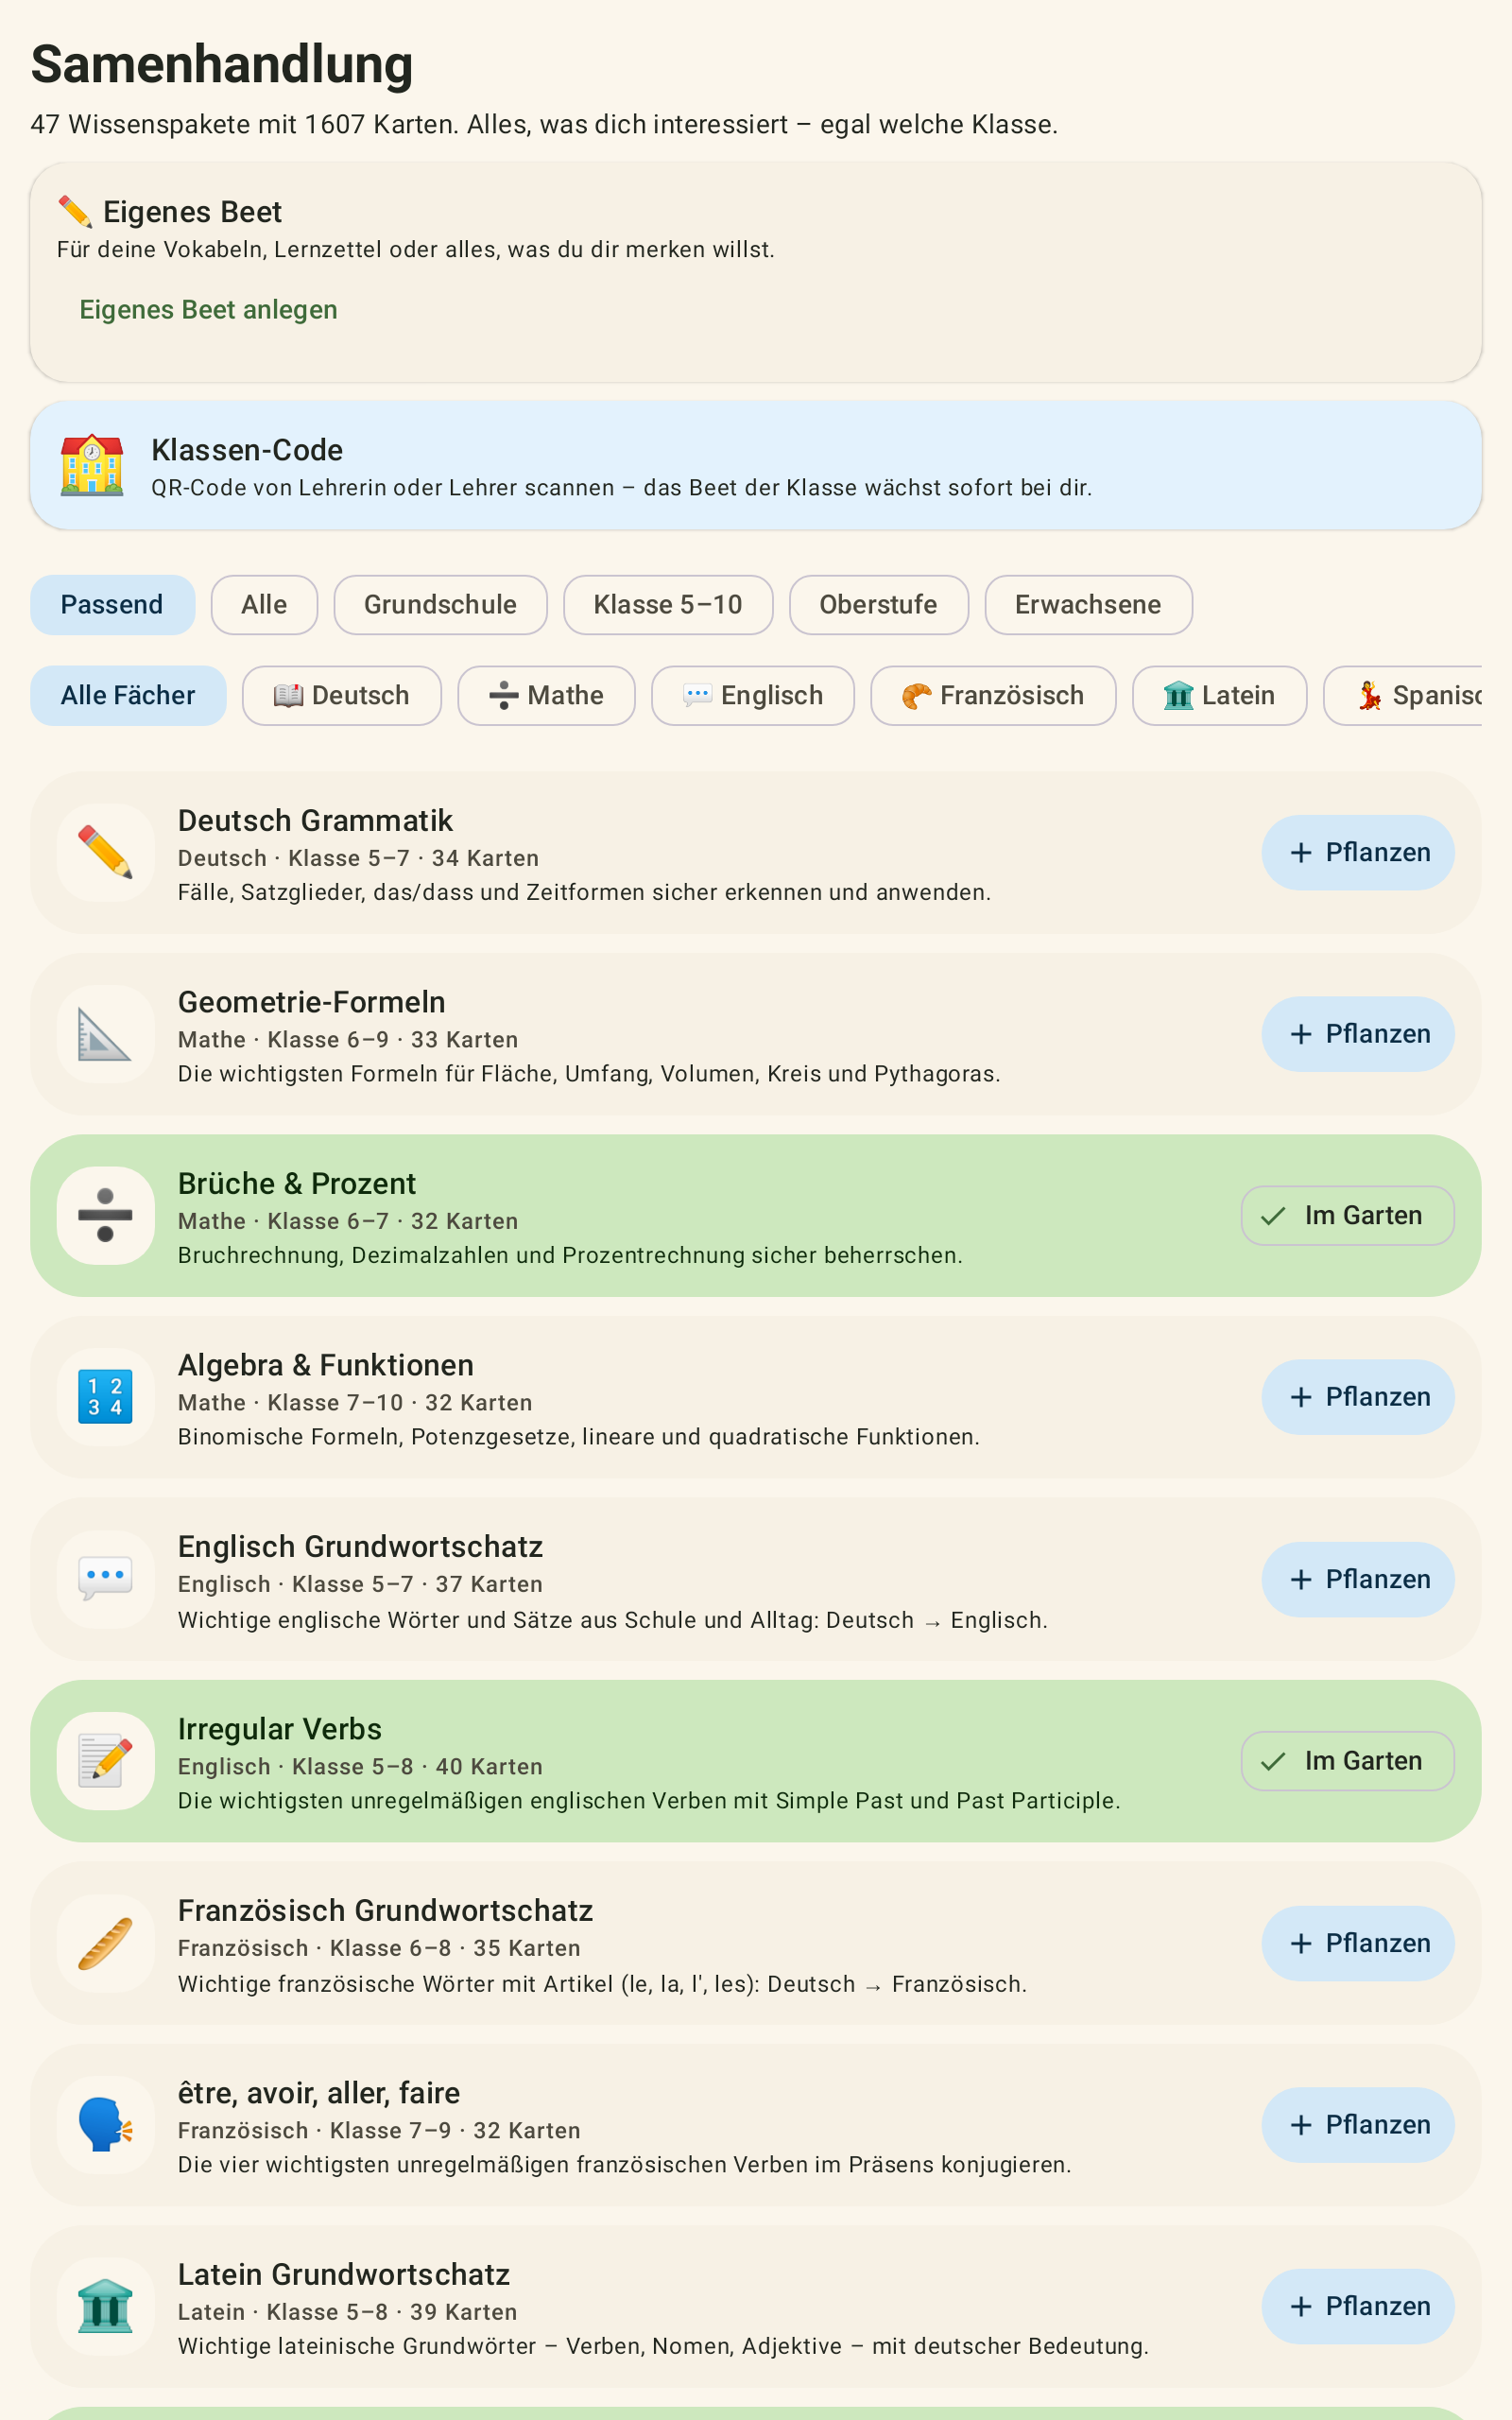 Samenhandlung
47 Wissenspakete mit 1607 Karten. Alles, was dich interessiert – egal welche Klasse.
✏️ Eigenes Beet
Für deine Vokabeln, Lernzettel oder alles, was du dir merken willst.
Eigenes Beet anlegen
Klassen-Code
QR-Code von Lehrerin oder Lehrer scannen – das Beet der Klasse wächst sofort bei dir.
Passend Alle Grundschule Klasse 5–10 Oberstufe Erwachsene
Alle Fächer Deutsch Mathe Englisch Französisch Latein Spanisc
Deutsch Grammatik
Deutsch · Klasse 5–7 · 34 Karten
Fälle, Satzglieder, das/dass und Zeitformen sicher erkennen und anwenden.
+ Pflanzen
Geometrie-Formeln
Mathe · Klasse 6–9 · 33 Karten
Die wichtigsten Formeln für Fläche, Umfang, Volumen, Kreis und Pythagoras.
+ Pflanzen
Brüche & Prozent
Mathe · Klasse 6–7 · 32 Karten
Bruchrechnung, Dezimalzahlen und Prozentrechnung sicher beherrschen.
✓ Im Garten
1 2
3 4
Algebra & Funktionen
Mathe · Klasse 7–10 · 32 Karten
Binomische Formeln, Potenzgesetze, lineare und quadratische Funktionen.
+ Pflanzen
Englisch Grundwortschatz
Englisch · Klasse 5–7 · 37 Karten
Wichtige englische Wörter und Sätze aus Schule und Alltag: Deutsch → Englisch.
+ Pflanzen
Irregular Verbs
Englisch · Klasse 5–8 · 40 Karten
Die wichtigsten unregelmäßigen englischen Verben mit Simple Past und Past Participle.
✓ Im Garten
Französisch Grundwortschatz
Französisch · Klasse 6–8 · 35 Karten
Wichtige französische Wörter mit Artikel (le, la, l', les): Deutsch → Französisch.
+ Pflanzen
être, avoir, aller, faire
Französisch · Klasse 7–9 · 32 Karten
Die vier wichtigsten unregelmäßigen französischen Verben im Präsens konjugieren.
+ Pflanzen
Latein Grundwortschatz
Latein · Klasse 5–8 · 39 Karten
Wichtige lateinische Grundwörter – Verben, Nomen, Adjektive – mit deutscher Bedeutung.
+ Pflanzen